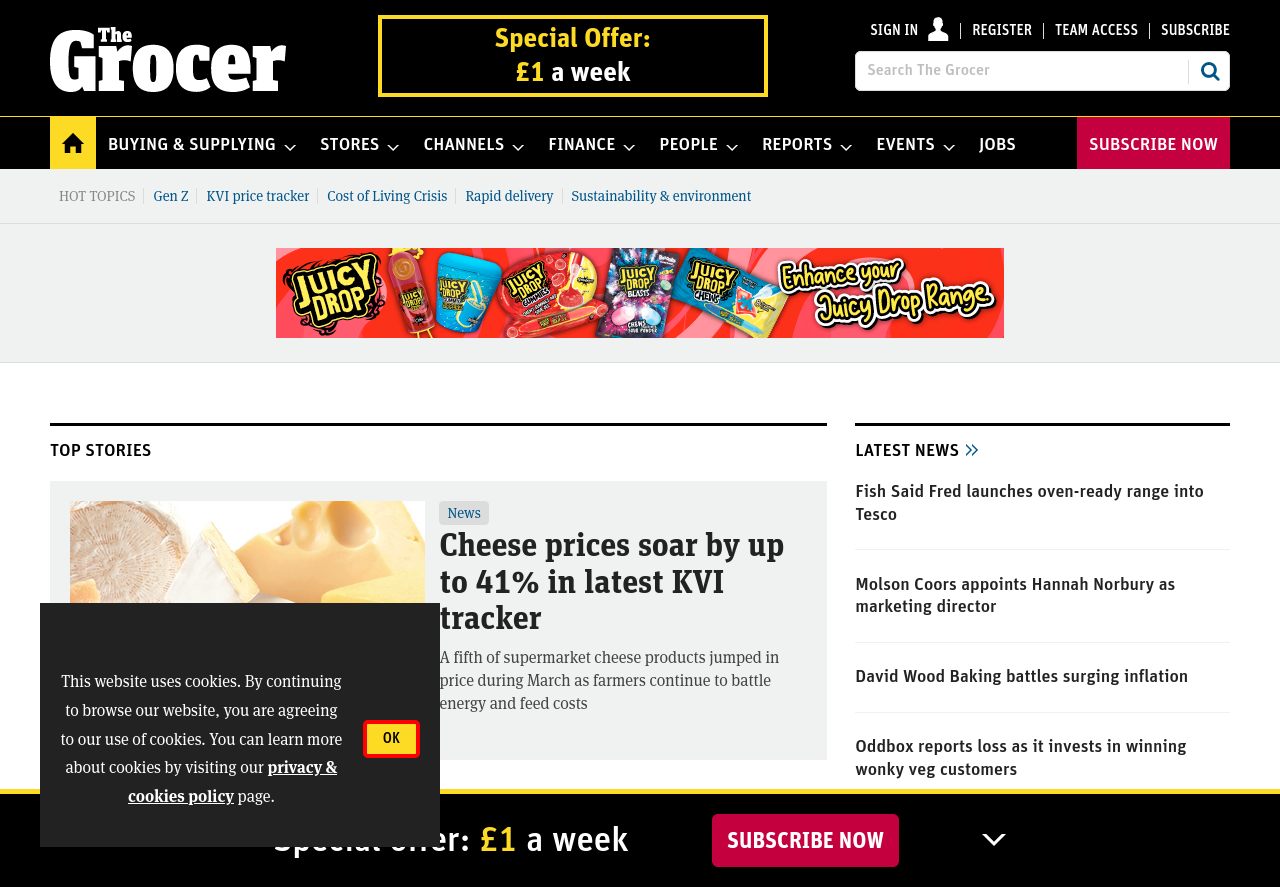 The
Grocer
Special Offer:
£1 a week
SIGN IN
REGISTER
TEAM ACCESS
SUBSCRIBE
Search The Grocer
BUYING & SUPPLYING
STORES
CHANNELS
FINANCE
PEOPLE
REPORTS
EVENTS
JOBS
SUBSCRIBE NOW
HOT TOPICS
Gen Z
KVI price tracker
Cost of Living Crisis
Rapid delivery
Sustainability & environment
JUICY
DROP
JUICY
DROP
JUICY
DROP
JUICY
DROP
GUMMIES
JUICY
DROP
BLASTS
JUICY
DROP
CHEWS
Enhance your
Juicy Drop Range
TOP STORIES
News
Cheese prices soar by up
to 41% in latest KVI
tracker
A fifth of supermarket cheese products jumped in
price during March as farmers continue to battle
energy and feed costs
LATEST NEWS
Fish Said Fred launches oven-ready range into
Tesco
Molson Coors appoints Hannah Norbury as
marketing director
David Wood Baking battles surging inflation
Oddbox reports loss as it invests in winning
wonky veg customers
This website uses cookies. By continuing
to browse our website, you are agreeing
to our use of cookies. You can learn more
about cookies by visiting our privacy &
cookies policy page.
OK
Special offer: £1 a week
SUBSCRIBE NOW